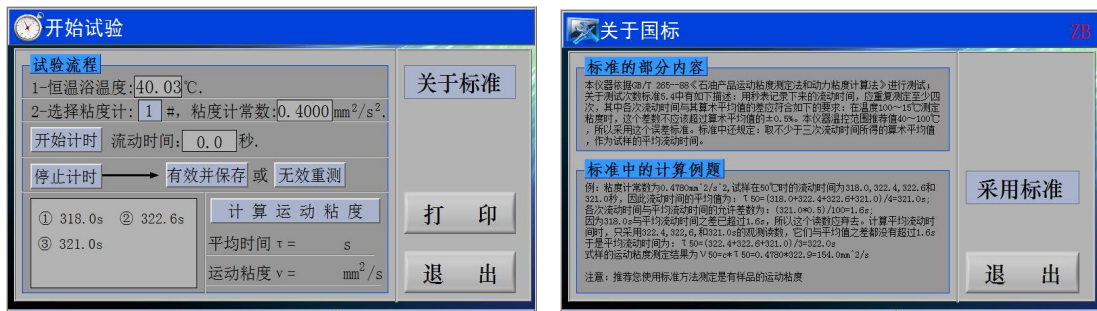 开始试验
试验流程
1-恒温浴温度:40.03℃.
2-选择粘度计: 1 #, 粘度计常数:0.4000mm²/s².
开始计时 流动时间: 0.0 秒.
停止计时 有效并保存 或 无效重测
① 318.0s ② 322.6s
③ 321.0s
计算运动粘度
平均时间τ= s
运动粘度ν= mm²/s
关于标准
打 印
退 出
关于国标
ZB
标准的部分内容
本仪器依据GB/T 265--88《石油产品运动粘度测定法和动力粘度计算法》进行测试;
关于测试次数标准6.4中有如下描述: 用秒表记录下来的流动时间, 应重复测定至少四
次, 其中各次流动时间与其算术平均值的差应符合如下的要求: 在温度100~15℃测定
粘度时, 这个差数不应该超过算术平均值的±0.5%。本仪器温控范围推荐值40~100℃
, 所以采用这个误差标准。标准中还规定: 取不少于三次流动时间所得的算术平均值
, 作为试样的平均流动时间。
标准中的计算例题
例: 粘度计常数为0.4780mm^2/s^2,试样在50℃时的流动时间为318.0,322.4,322.6和
321.0秒, 因此流动时间的平均值为: τ50=(318.0+322.4+322.6+321.0)/4=321.0s;
各次流动时间与平均流动时间的允许差数为: (321.0*0.5)/100=1.6s;
因为318.0s与平均流动时间之差已超过1.6s, 所以这个读数应弃去。计算平均流动时
间时, 只采用322.4,322.6,和321.0s的观测读数, 它们与平均值之差都没有超过1.6s
于是平均流动时间为: τ50=(322.4+322.6+321.0)/3=322.0s
式样的运动粘度测定结果为ν50=c*τ50=0.4780*322.9=154.0mm^2/s
注意: 推荐您使用标准方法测定是有样品的运动粘度
采用标准
退 出